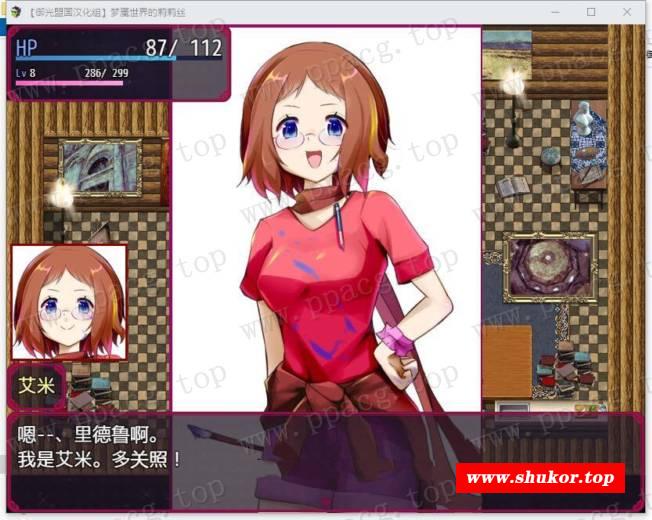 【御光盟国汉化组】梦魇世界的莉莉丝
HP 87/ 112
Lv 8 286/ 299
艾米
嗯--、里德鲁啊。
我是艾米。多关照！
www.shukor.top
www.ppacg.top